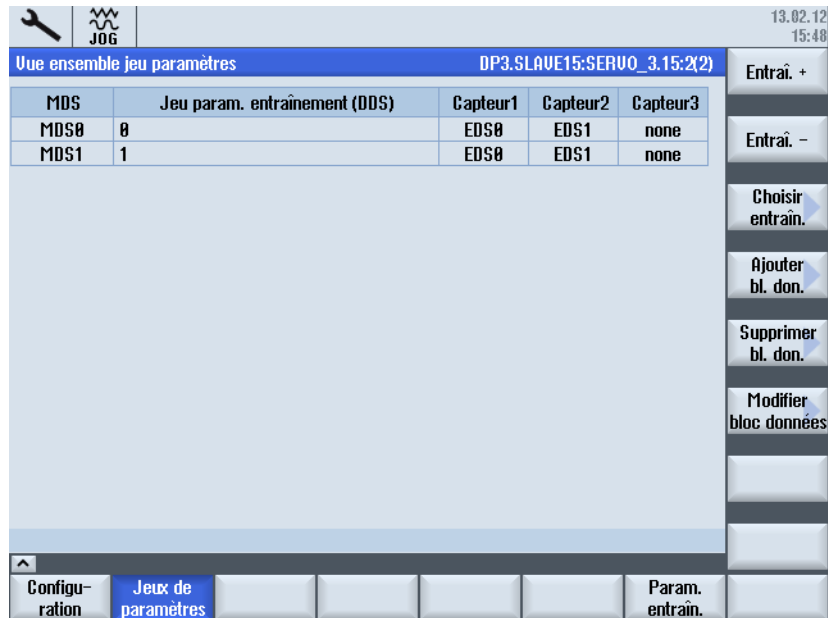 JOG
13.02.12
15:48
Vue ensemble jeu paramètres DP3.SLAVE15:SERVO_3.15:2(2)
MDS Jeu param. entraînement (DDS) Capteur1 Capteur2 Capteur3
MDS0 0 EDS0 EDS1 none
MDS1 1 EDS0 EDS1 none
Entraî. +
Entraî. -
Choisir
entraîn.
Ajouter
bl. don.
Supprimer
bl. don.
Modifier
bloc données
Configu-
ration
Jeux de
paramètres
Param.
entraîn.